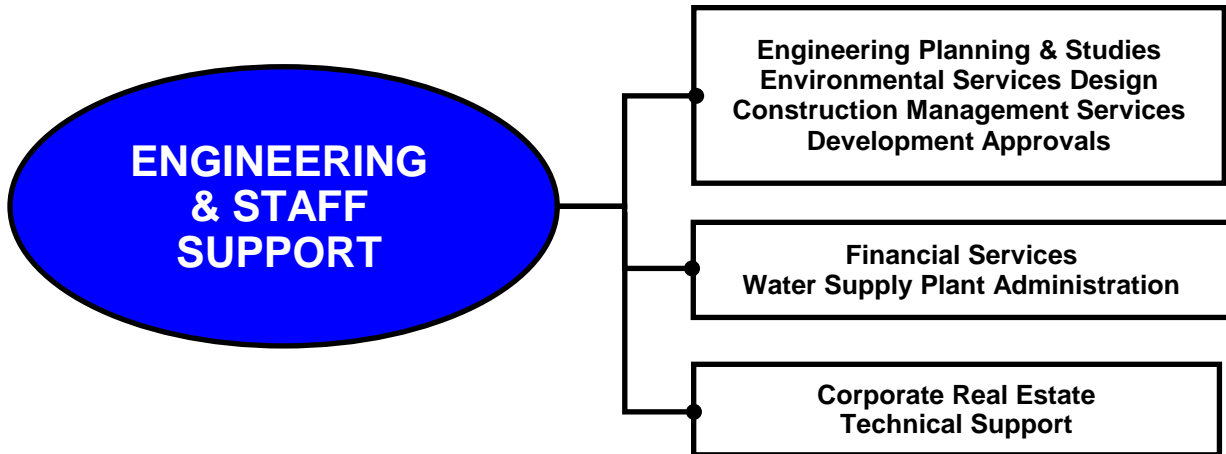 ENGINEERING
& STAFF
SUPPORT
Engineering Planning & Studies
Environmental Services Design
Construction Management Services
Development Approvals
Financial Services
Water Supply Plant Administration
Corporate Real Estate
Technical Support